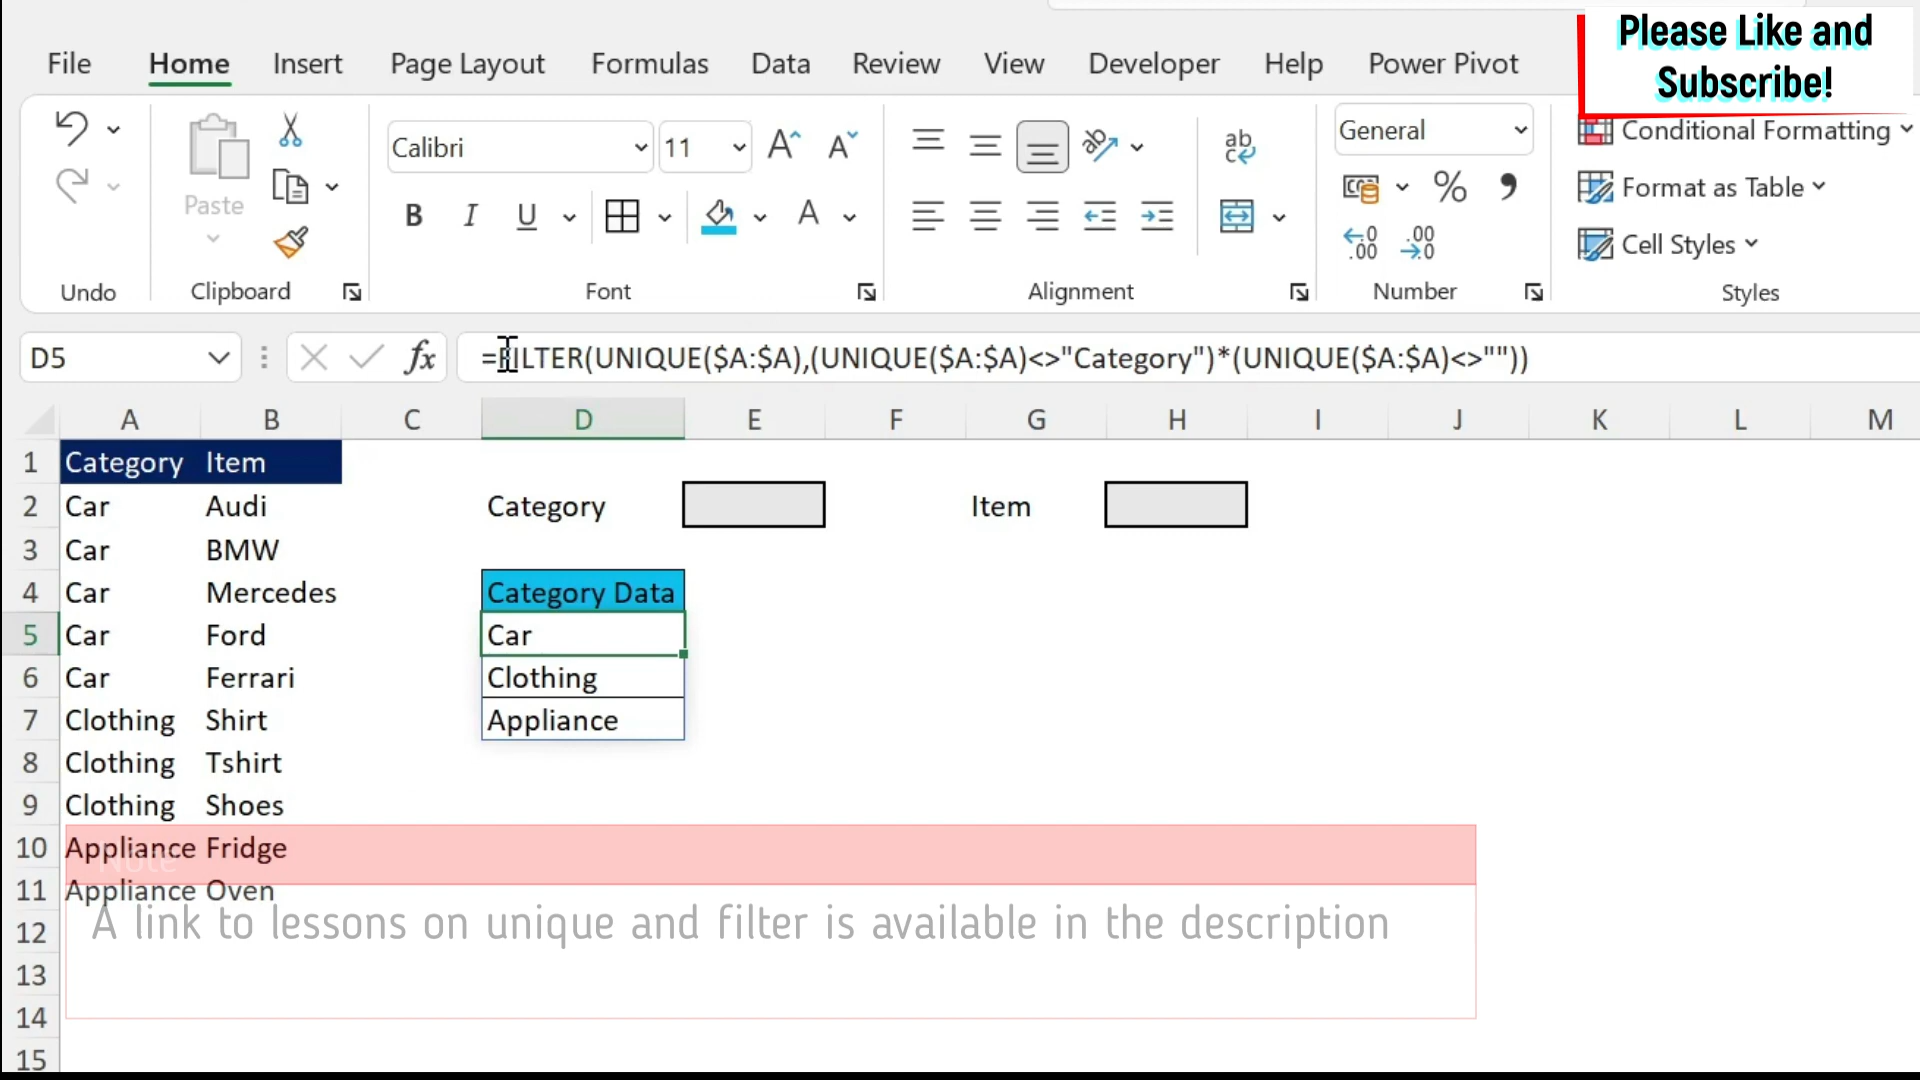 Please Like and
Subscribe!
File Home Insert Page Layout Formulas Data Review View Developer Help Power Pivot
Paste
Calibri 11
B I U A
ab
General
% 
Conditional Formatting
Format as Table
Cell Styles
Undo Clipboard Font Alignment Number Styles
D5 fx =FILTER(UNIQUE($A:$A),(UNIQUE($A:$A)<>"Category")*(UNIQUE($A:$A)<>""))
A B C D E F G H I J K L M
1 Category Item
2 Car Audi Category Item
3 Car BMW
4 Car Mercedes Category Data
5 Car Ford Car
6 Car Ferrari Clothing
7 Clothing Shirt Appliance
8 Clothing Tshirt
9 Clothing Shoes
10 Appliance Fridge
Note
11 Appliance Oven
A link to lessons on unique and filter is available in the description
12
13
14
15